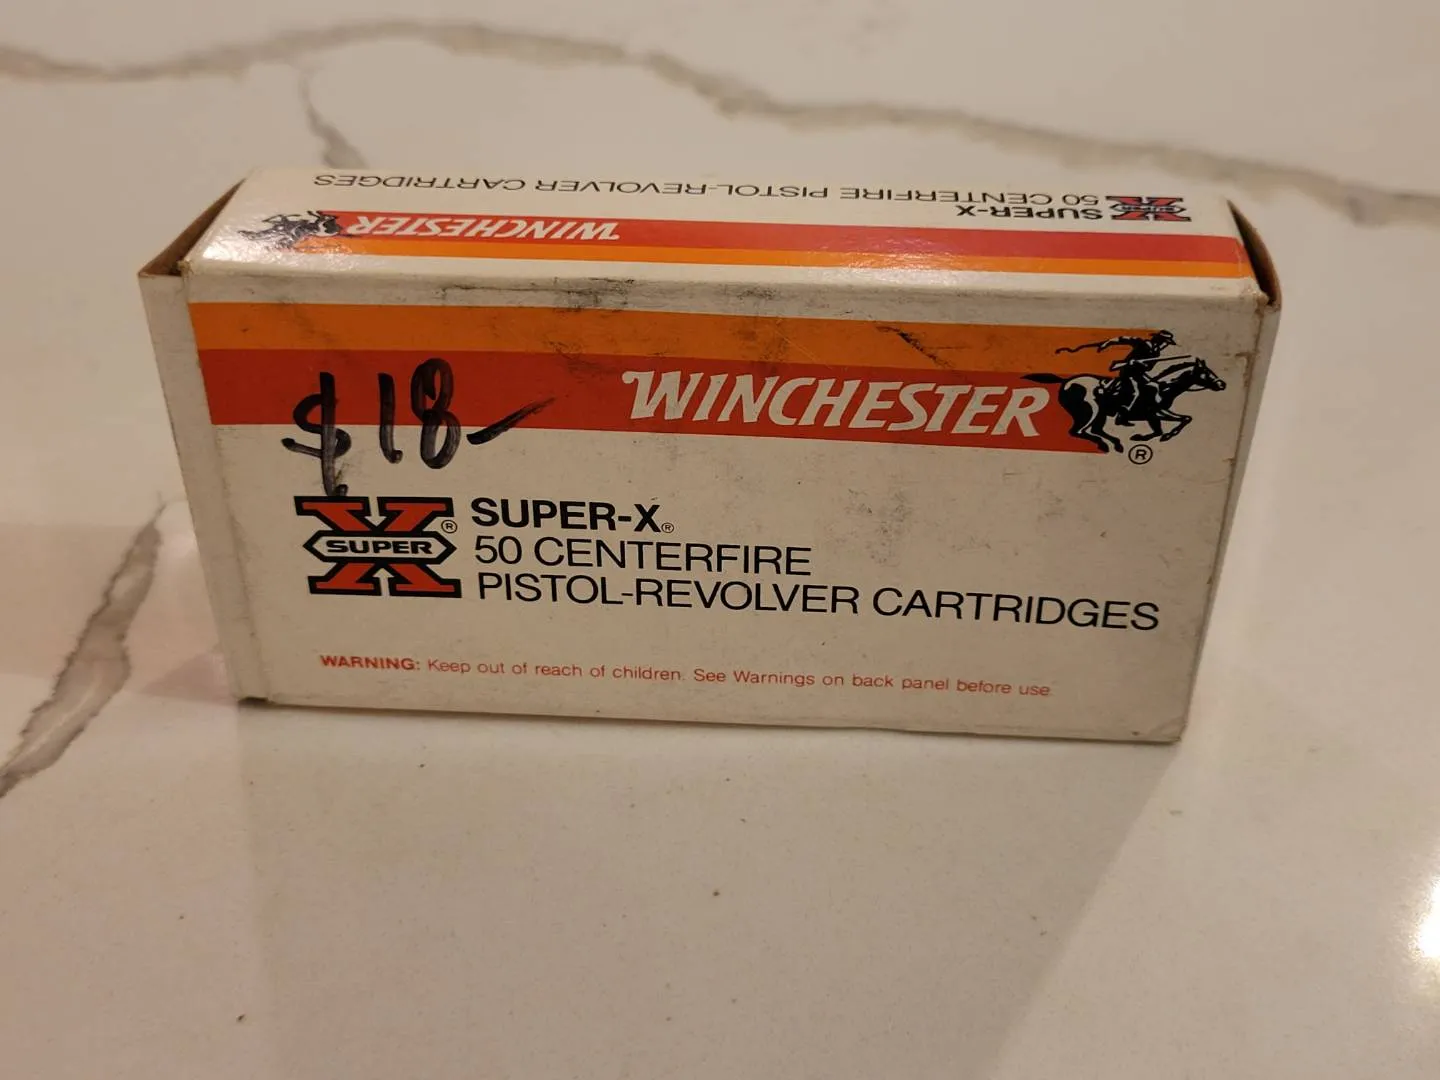 50 CENTERFIRE PISTOL-REVOLVER CARTRIDGES
SUPER-X
SUPER
WINCHESTER
WINCHESTER
®
$18-
X SUPER ®
SUPER-X®
50 CENTERFIRE
PISTOL-REVOLVER CARTRIDGES
WARNING: Keep out of reach of children. See Warnings on back panel before use.